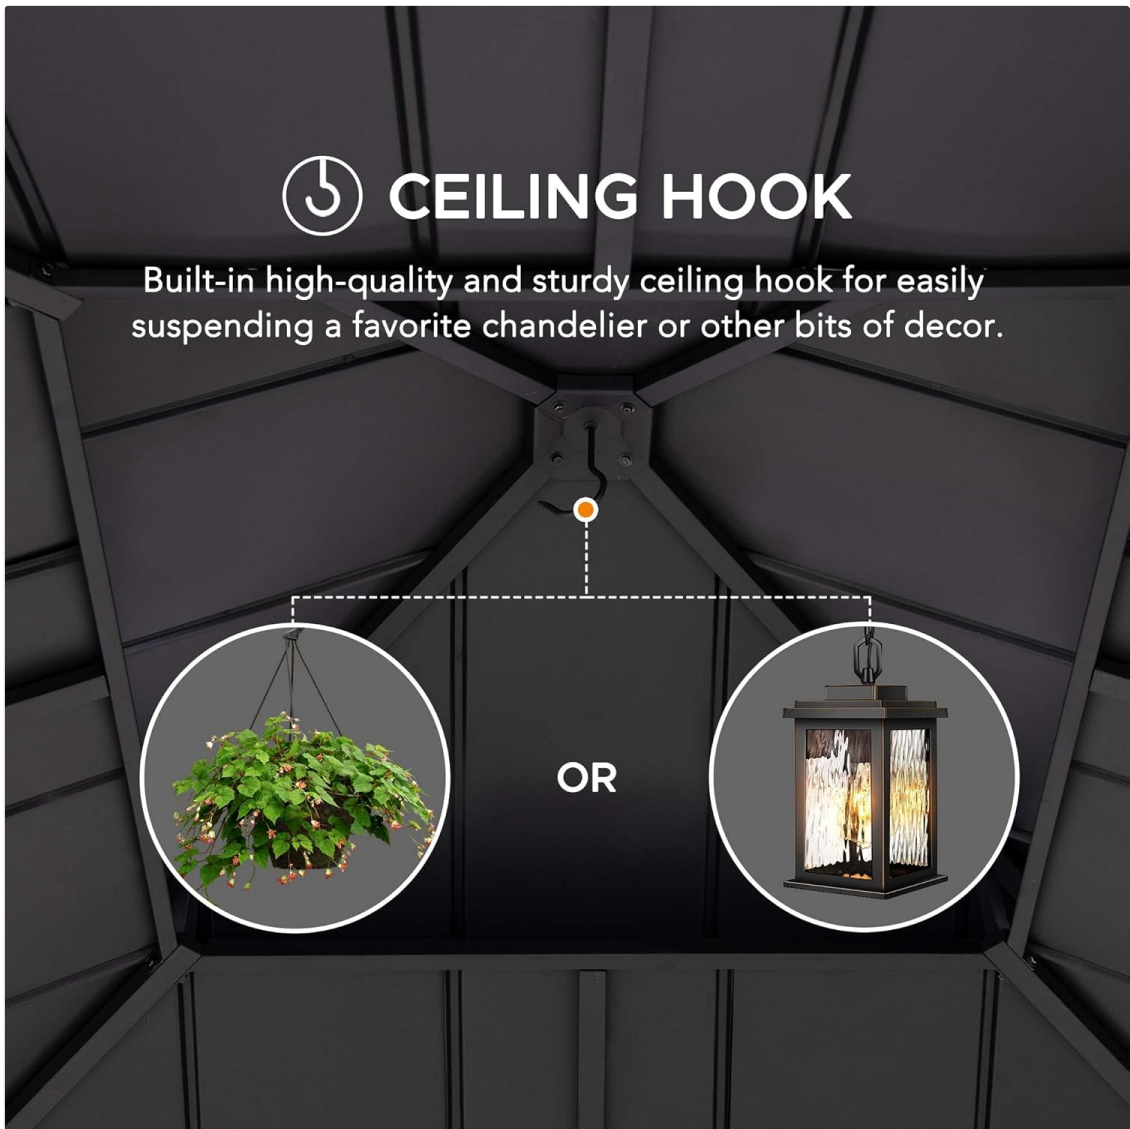 CEILING HOOK
Built-in high-quality and sturdy ceiling hook for easily
suspending a favorite chandelier or other bits of decor.
OR